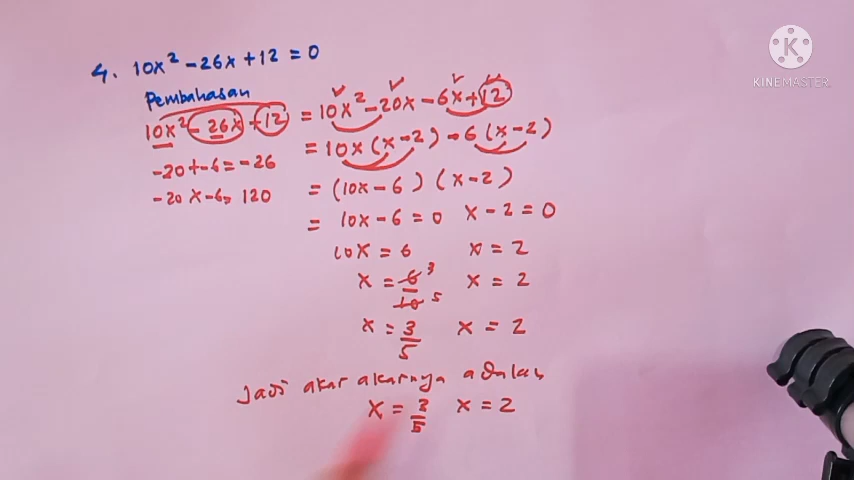 4. 10x² - 26x + 12 = 0
Pembahasan
10x² - 26x + 12 = 10x² - 20x - 6x + 12
-20 + -6 = -26 = 10x (x - 2) - 6 (x - 2)
-20 x -6 = 120 = (10x - 6) (x - 2)
= 10x - 6 = 0 x - 2 = 0
10x = 6 x = 2
x = 6/10 3 5 x = 2
x = 3/5 x = 2
Jadi akar akarnya adalah
x = 3/5 x = 2
K
KINEMASTER